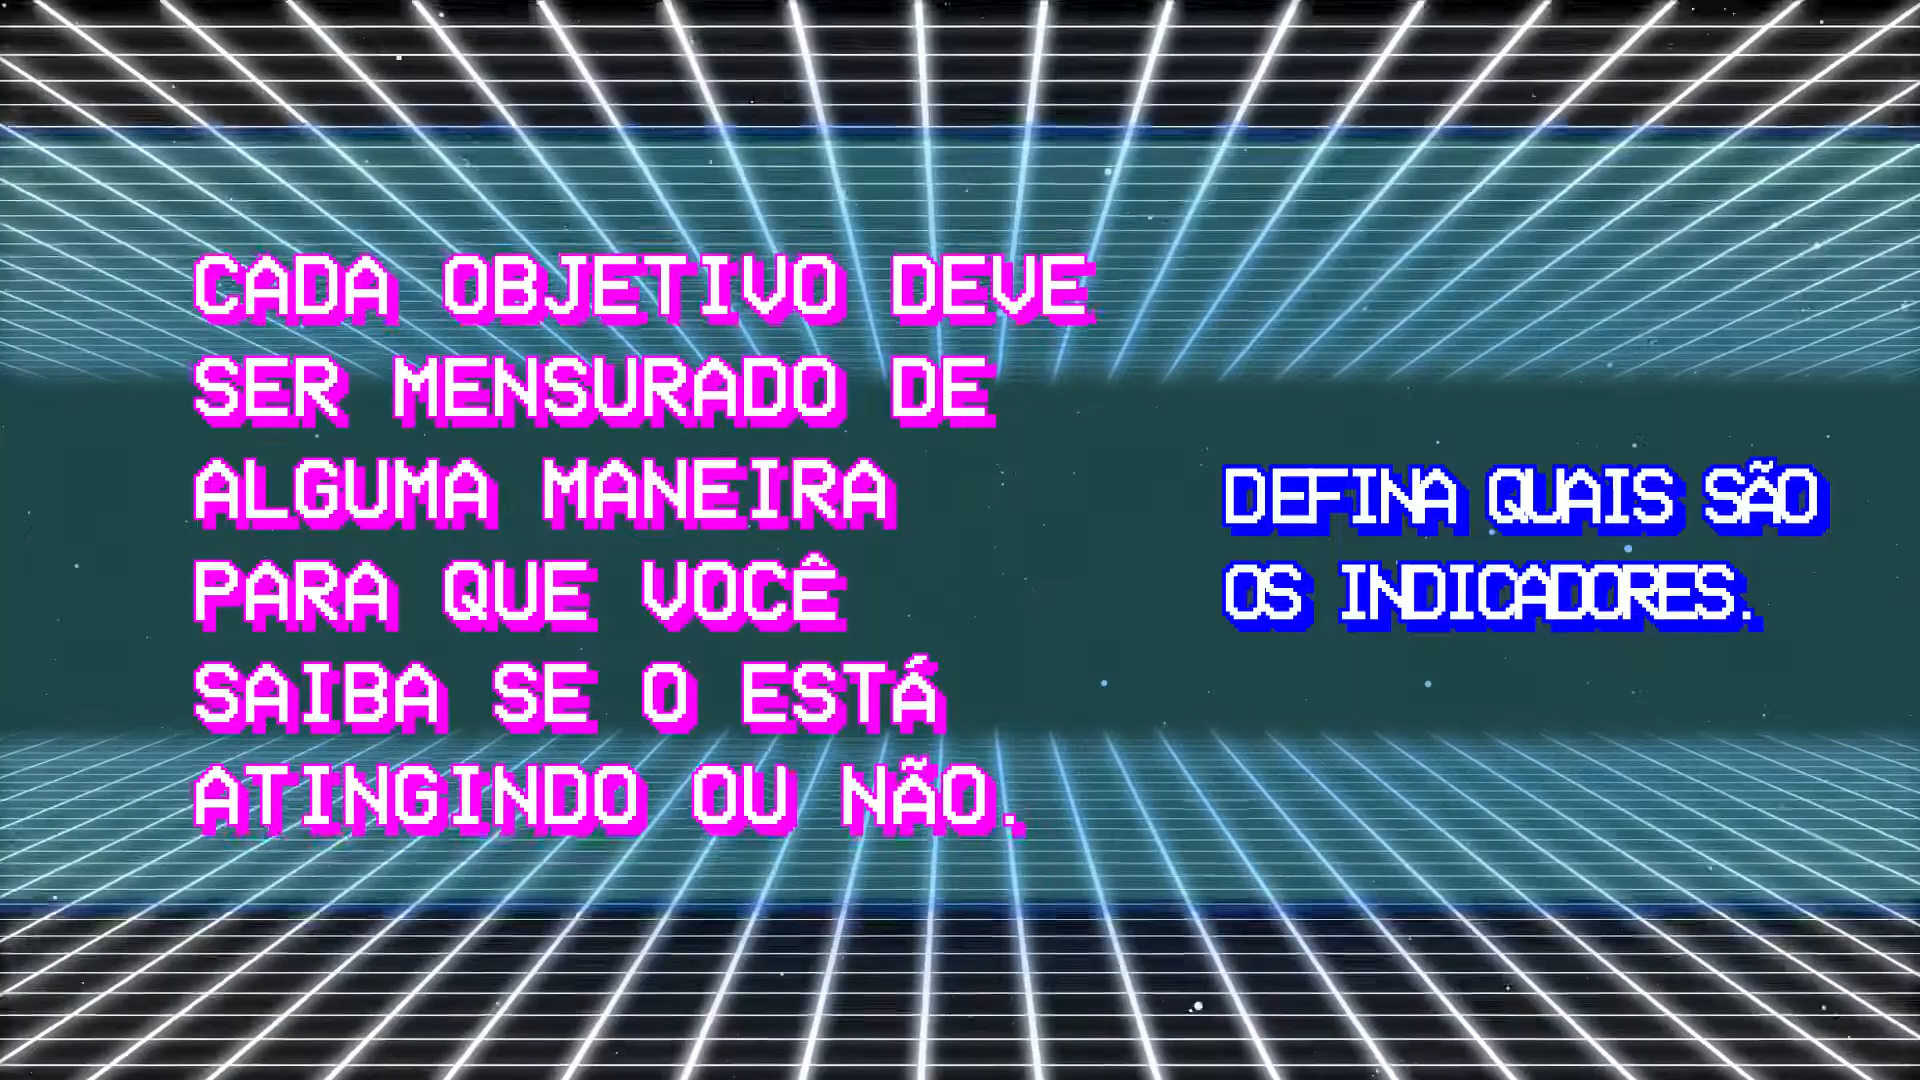 CADA OBJETIVO DEVE
SER MENSURADO DE
ALGUMA MANEIRA
PARA QUE VOCÊ
SAIBA SE O ESTÁ
ATINGINDO OU NÃO.
DEFINA QUAIS SÃO
OS INDICADORES.